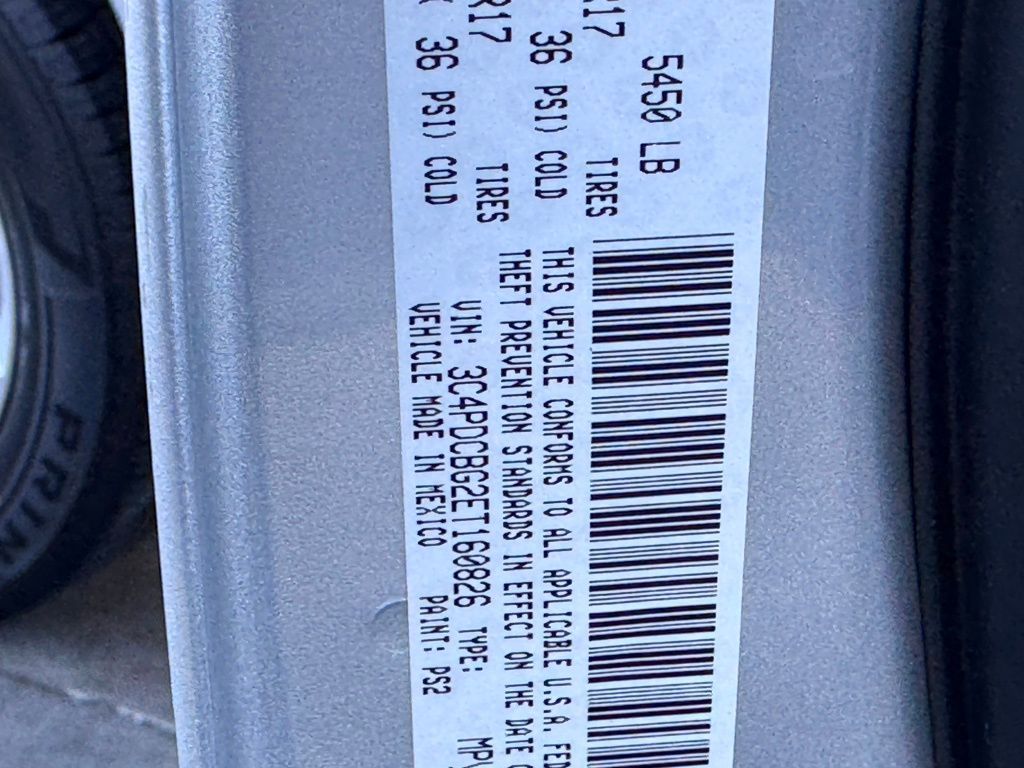 5450 LB
R17 TIRES
36 PSI) COLD
R17 TIRES
36 PSI) COLD
THIS VEHICLE CONFORMS TO ALL APPLICABLE U.S.A. FED
THEFT PREVENTION STANDARDS IN EFFECT ON THE DATE
VIN: 3C4PDCBG2ET160826 TYPE: MPV
VEHICLE MADE IN MEXICO PAINT: PS2
PRIN